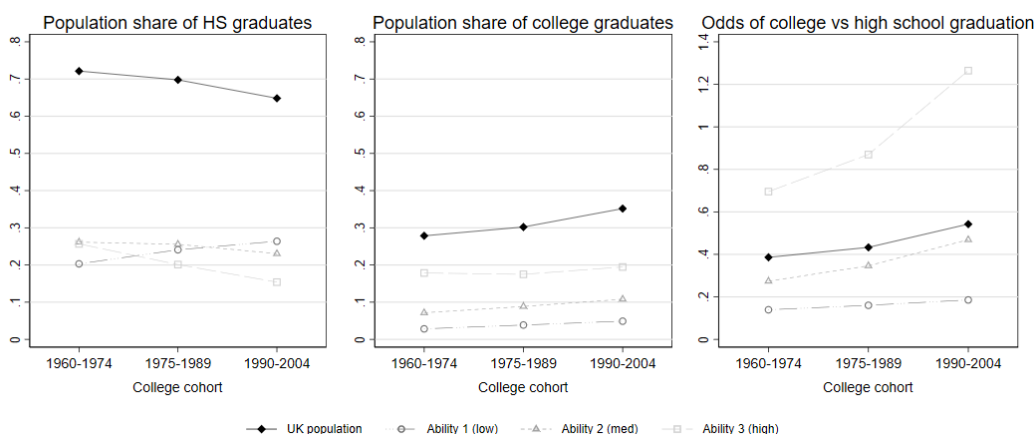 Population share of HS graduates
.8
.7
.6
.5
.4
.3
.2
.1
0
1960-1974 1975-1989 1990-2004
College cohort
Population share of college graduates
.8
.7
.6
.5
.4
.3
.2
.1
0
1960-1974 1975-1989 1990-2004
College cohort
Odds of college vs high school graduation
1.4
1.2
1
.8
.6
.4
.2
0
1960-1974 1975-1989 1990-2004
College cohort
UK population Ability 1 (low) Ability 2 (med) Ability 3 (high)